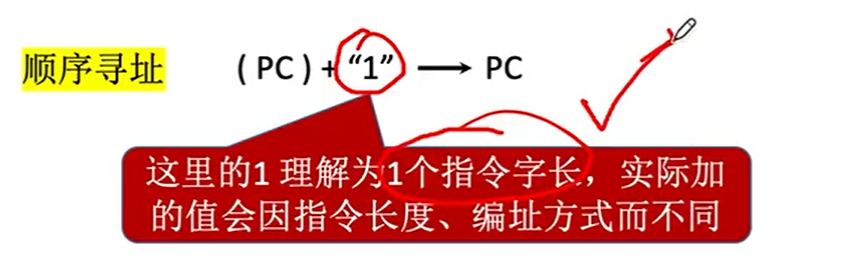 顺序寻址 ( PC ) + “1” ⟶ PC
这里的1 理解为1个指令字长，实际加
的值会因指令长度、编址方式而不同